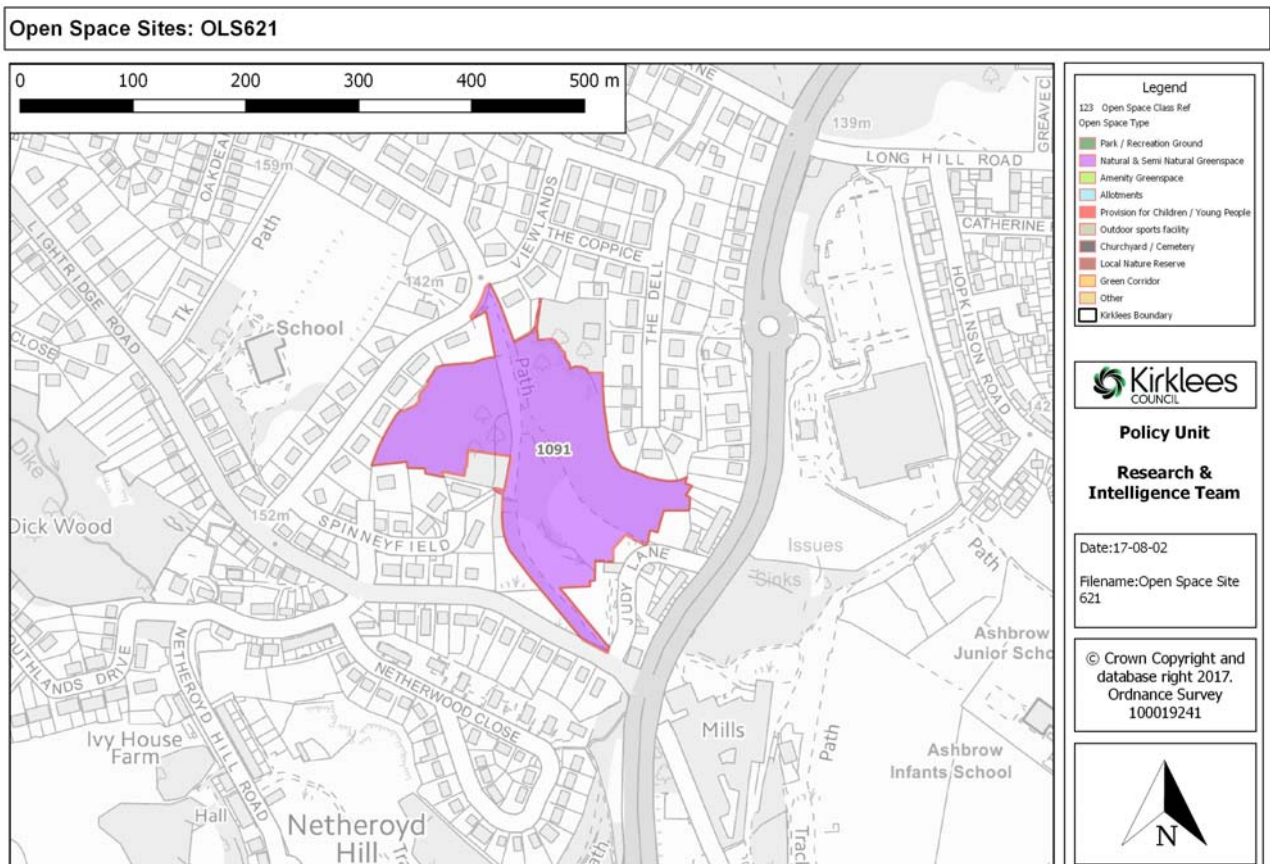 Open Space Sites: OLS621
0 100 200 300 400 500 m
139m
LONG HILL ROAD
OAKDEAN
159m
Path
VIEWLANDS
THE COPPICE
THE DELL
CATHERINE
HOPKINSON ROAD
LIGHTRIDGE ROAD
142m
Tk
School
CLOSE
Path
1091
142
Dike
Dick Wood
152m
SPINNEYFIELD
JUDY LANE
Issues
Sinks
Path
NETHEROYD HILL ROAD
NETHERWOOD CLOSE
Ashbrow
Junior Scho
Ivy House
Farm
Mills
Path
Ashbrow
Infants School
Hall
Netheroyd
Hill
Path
Track
Legend
123 Open Space Class Ref
Open Space Type
Park / Recreation Ground
Natural & Semi Natural Greenspace
Amenity Greenspace
Allotments
Provision for Children / Young People
Outdoor sports facility
Churchyard / Cemetery
Local Nature Reserve
Green Corridor
Other
Kirklees Boundary
Kirklees
COUNCIL
Policy Unit
Research &
Intelligence Team
Date:17-08-02
Filename:Open Space Site
621
© Crown Copyright and
database right 2017.
Ordnance Survey
100019241
N